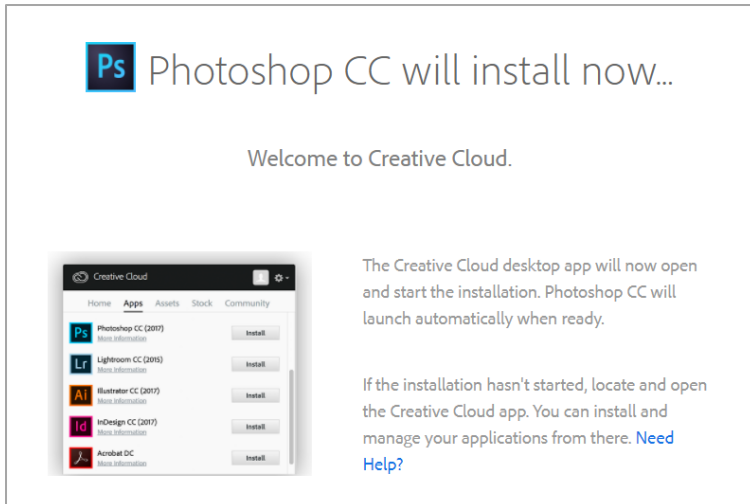 Ps Photoshop CC will install now...
Welcome to Creative Cloud.
Creative Cloud
Home Apps Assets Stock Community
Ps Photoshop CC (2017) Install
More Information
Lr Lightroom CC (2015) Install
More Information
Ai Illustrator CC (2017) Install
More Information
Id InDesign CC (2017) Install
More Information
Acrobat DC Install
More Information
The Creative Cloud desktop app will now open
and start the installation. Photoshop CC will
launch automatically when ready.
If the installation hasn't started, locate and open
the Creative Cloud app. You can install and
manage your applications from there. Need
Help?